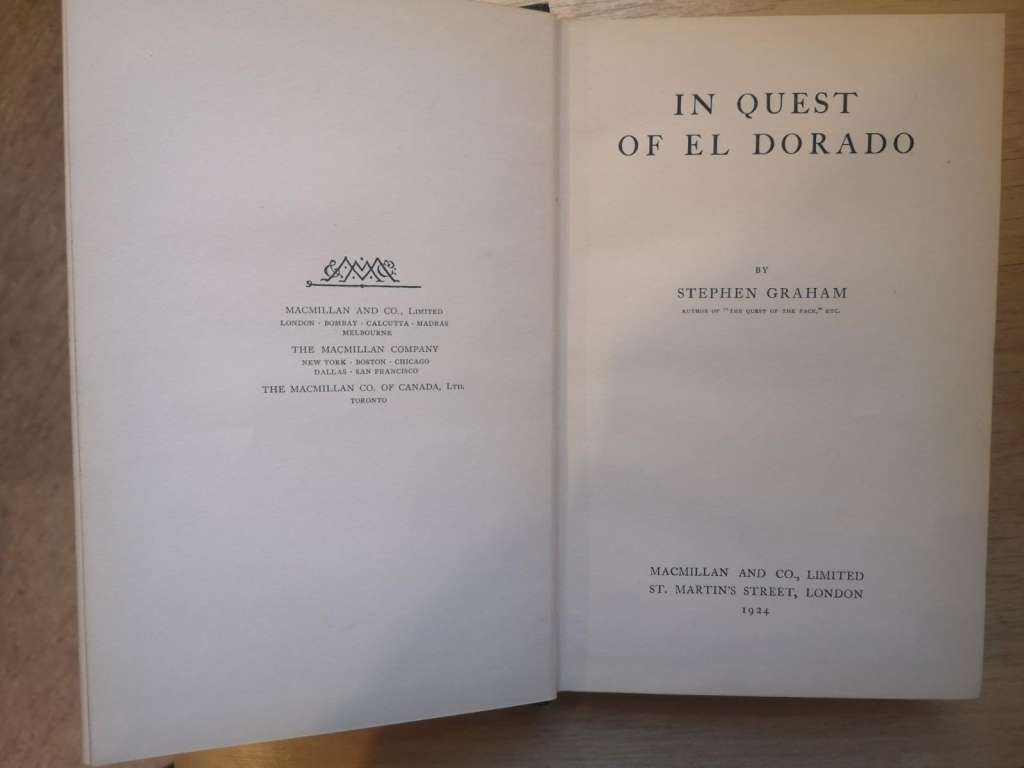 MACMILLAN AND CO., LIMITED
LONDON · BOMBAY · CALCUTTA · MADRAS
MELBOURNE
THE MACMILLAN COMPANY
NEW YORK · BOSTON · CHICAGO
DALLAS · SAN FRANCISCO
THE MACMILLAN CO. OF CANADA, LTD.
TORONTO
IN QUEST
OF EL DORADO
BY
STEPHEN GRAHAM
AUTHOR OF "THE QUEST OF THE FACE," ETC.
MACMILLAN AND CO., LIMITED
ST. MARTIN'S STREET, LONDON
1924